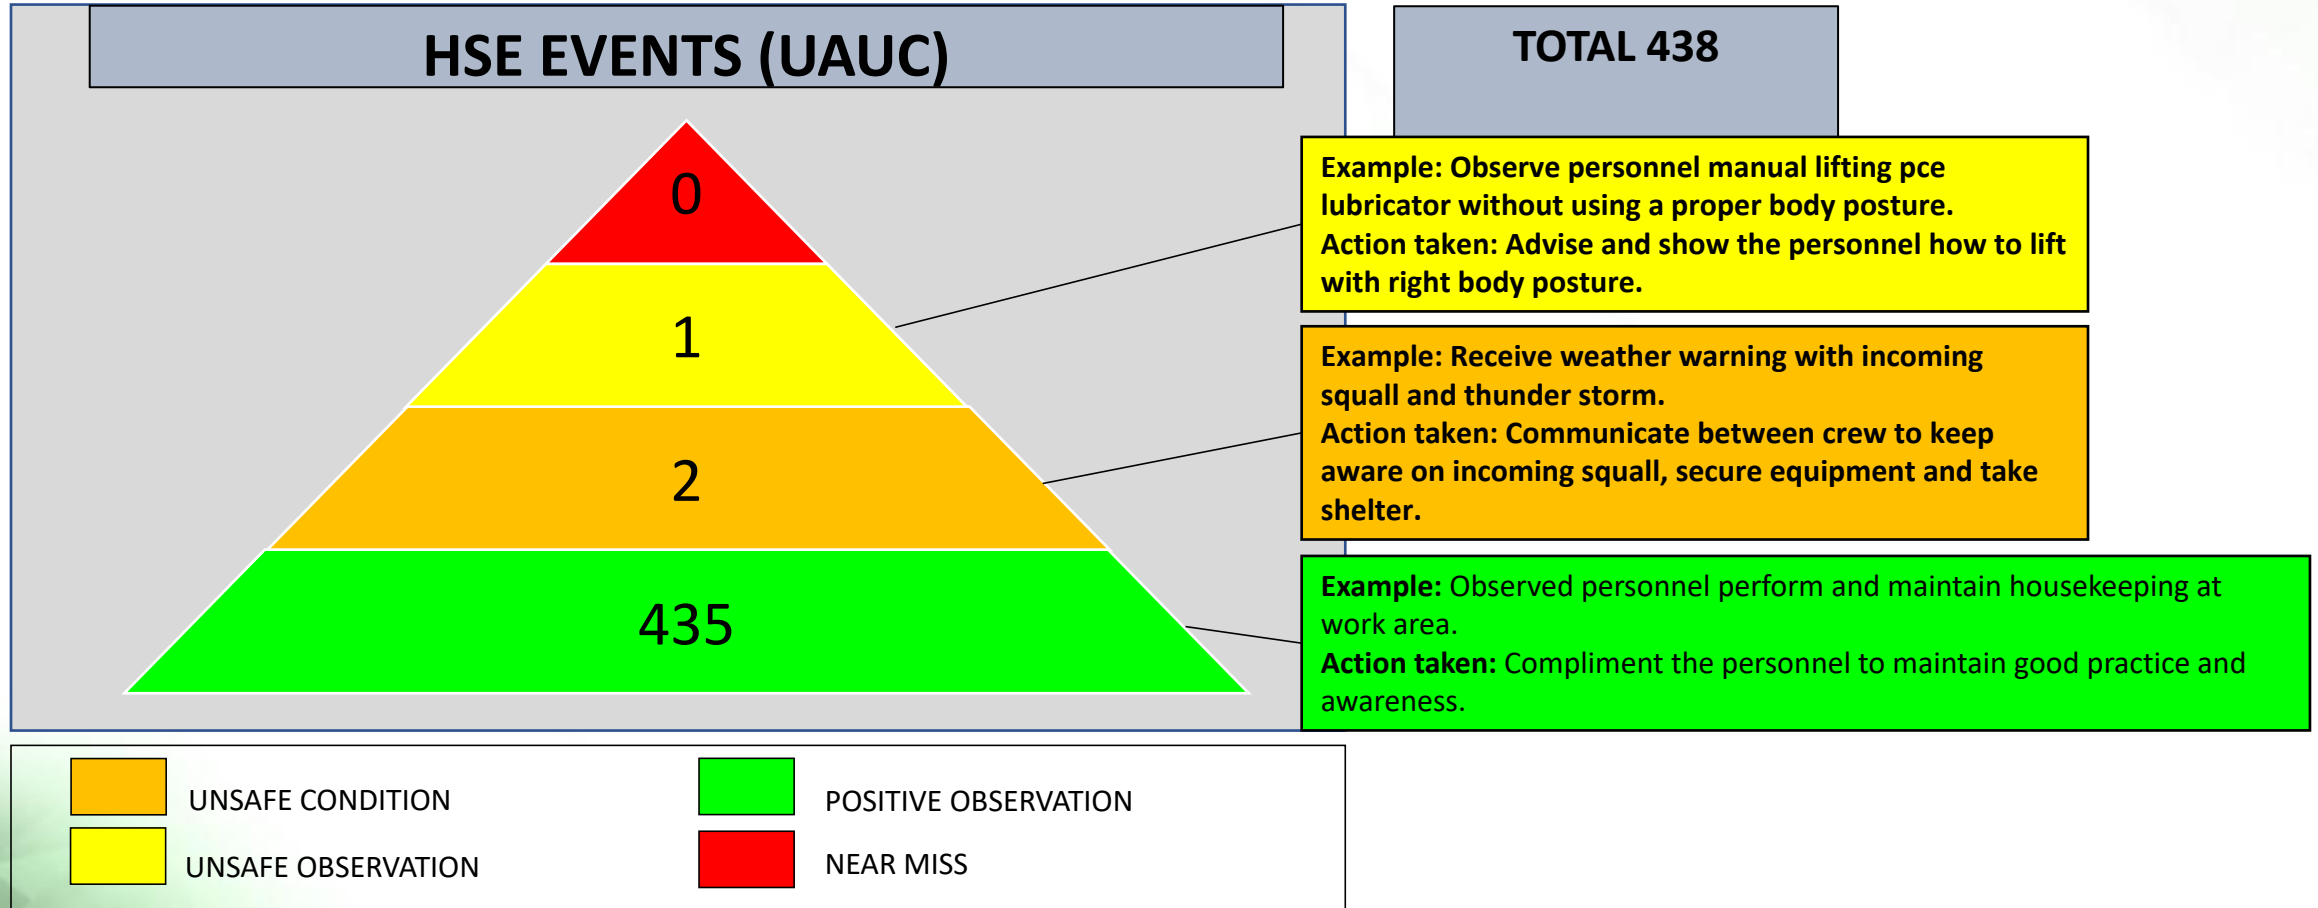 HSE EVENTS (UAUC)
TOTAL 438
0
1
2
435
Example: Observe personnel manual lifting pce
lubricator without using a proper body posture.
Action taken: Advise and show the personnel how to lift
with right body posture.
Example: Receive weather warning with incoming
squall and thunder storm.
Action taken: Communicate between crew to keep
aware on incoming squall, secure equipment and take
shelter.
Example: Observed personnel perform and maintain housekeeping at
work area.
Action taken: Compliment the personnel to maintain good practice and
awareness.
UNSAFE CONDITION
POSITIVE OBSERVATION
UNSAFE OBSERVATION
NEAR MISS